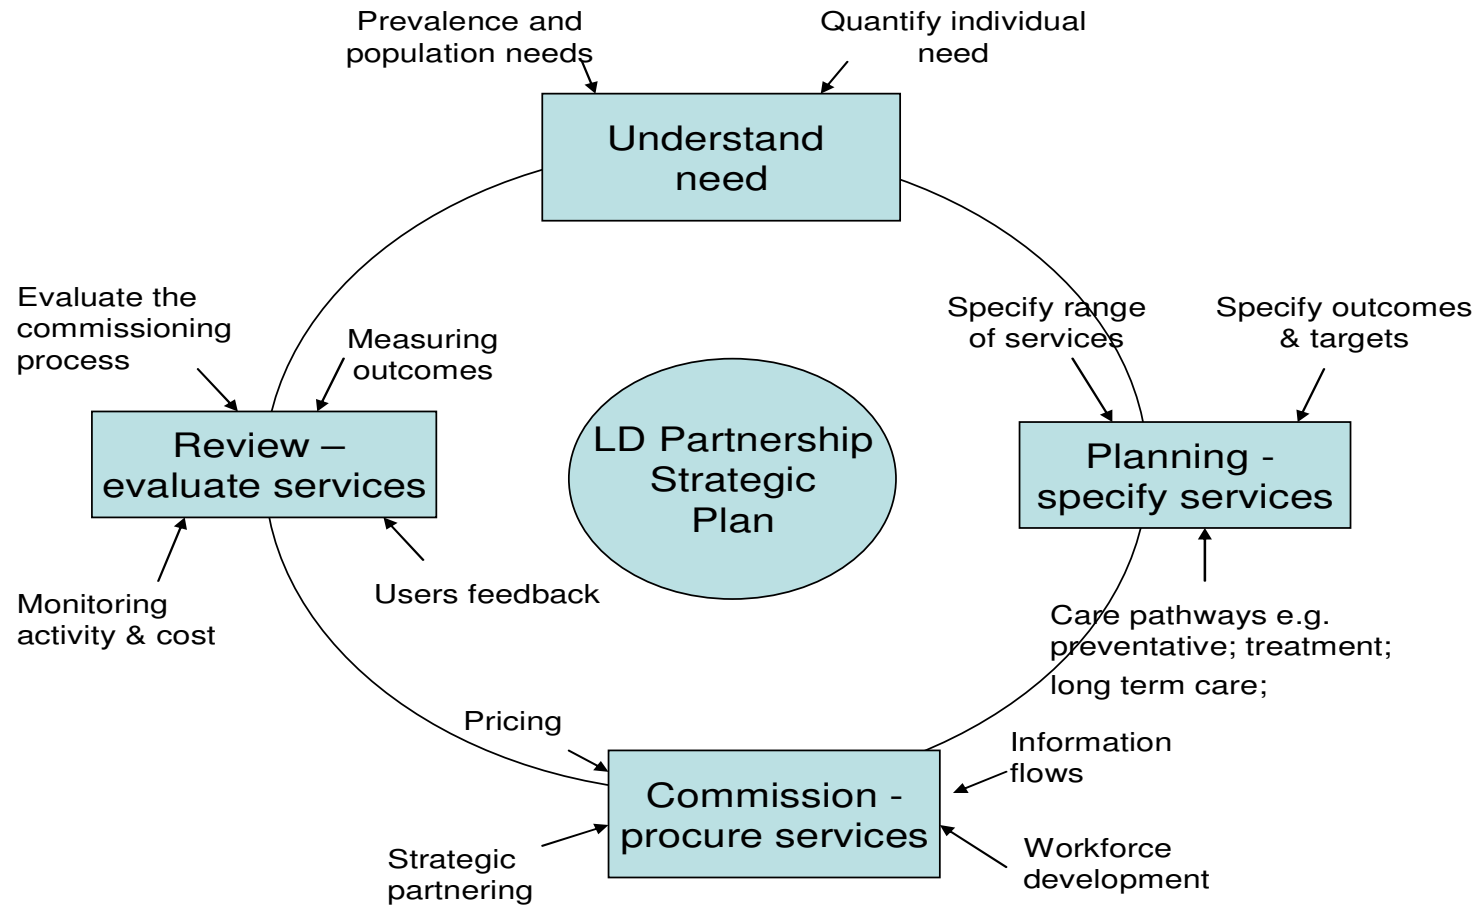 Prevalence and
population needs
Quantify individual
need
Understand
need
Evaluate the
commissioning
process
Measuring
outcomes
Specify range
of services
Specify outcomes
& targets
Review –
evaluate services
LD Partnership
Strategic
Plan
Planning -
specify services
Monitoring
activity & cost
Users feedback
Care pathways e.g.
preventative; treatment;
long term care;
Pricing
Information
flows
Commission -
procure services
Strategic
partnering
Workforce
development